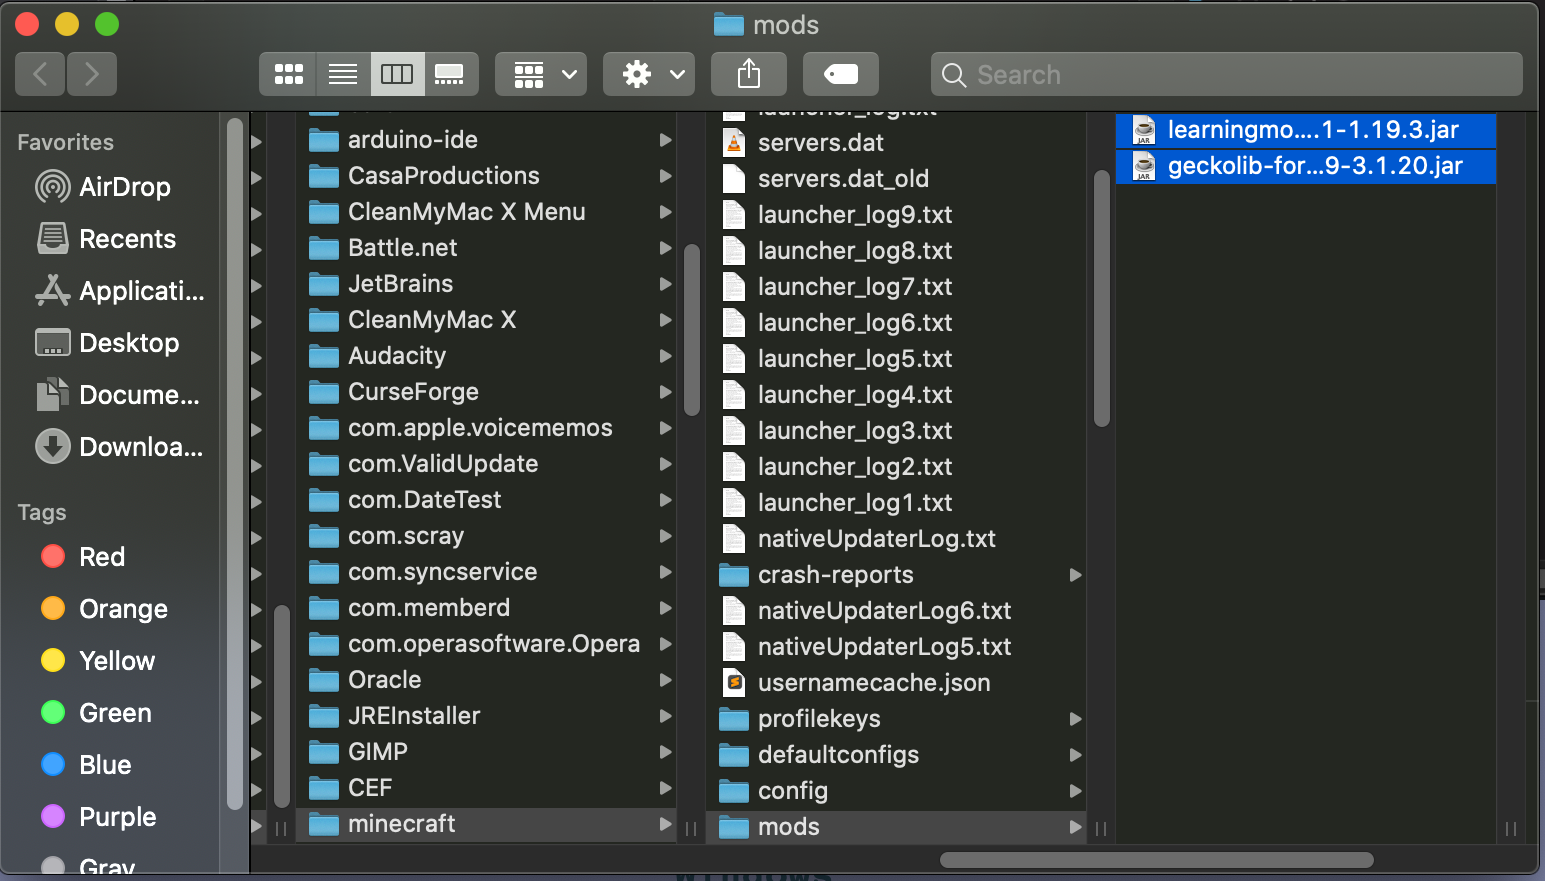 mods
Search
Favorites
AirDrop
Recents
Applicati...
Desktop
Docume...
Downloa...
Tags
Red
Orange
Yellow
Green
Blue
Purple
Gray
arduino-ide
CasaProductions
CleanMyMac X Menu
Battle.net
JetBrains
CleanMyMac X
Audacity
CurseForge
com.apple.voicememos
com.ValidUpdate
com.DateTest
com.scray
com.syncservice
com.memberd
com.operasoftware.Opera
Oracle
JREInstaller
GIMP
CEF
minecraft
launcher_log.txt
servers.dat
servers.dat_old
launcher_log9.txt
launcher_log8.txt
launcher_log7.txt
launcher_log6.txt
launcher_log5.txt
launcher_log4.txt
launcher_log3.txt
launcher_log2.txt
launcher_log1.txt
nativeUpdaterLog.txt
crash-reports
nativeUpdaterLog6.txt
nativeUpdaterLog5.txt
usernamecache.json
profilekeys
defaultconfigs
config
mods
JAR
learningmo....1-1.19.3.jar
JAR
geckolib-for...9-3.1.20.jar